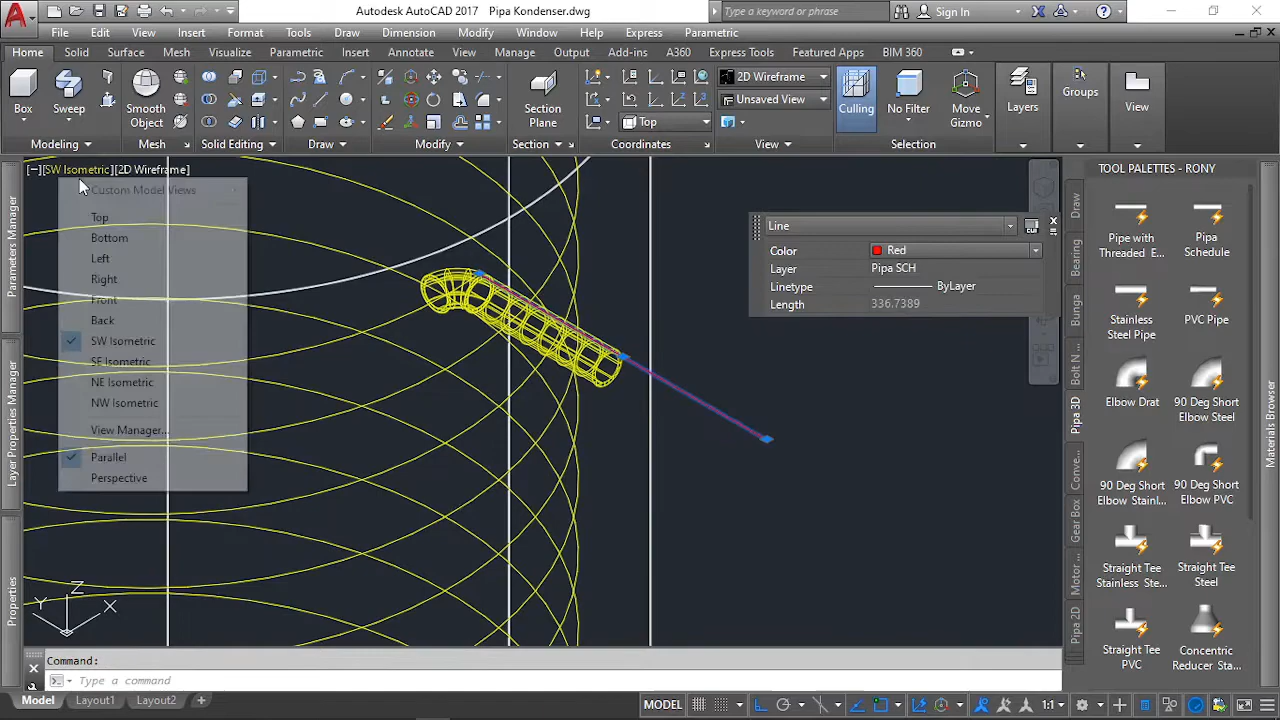 Autodesk AutoCAD 2017 Pipa Kondenser.dwg
Type a keyword or phrase
Sign In
File Edit View Insert Format Tools Draw Dimension Modify Window Help Express Parametric
Home Solid Surface Mesh Visualize Parametric Insert Annotate View Manage Output Add-ins A360 Express Tools Featured Apps BIM 360
Box
Sweep
Smooth Object
Section Plane
Top
2D Wireframe
Unsaved View
Culling
No Filter
Move Gizmo
Layers
Groups
View
Modeling
Mesh
Solid Editing
Draw
Modify
Section
Coordinates
View
Selection
[−][SW Isometric][2D Wireframe]
Custom Model Views
Top
Bottom
Left
Right
Front
Back
SW Isometric
SE Isometric
NE Isometric
NW Isometric
View Manager...
Parallel
Perspective
Parameters Manager
Layer Properties Manager
Properties
Line
Color Red
Layer Pipa SCH
Linetype ByLayer
Length 336.7389
TOOL PALETTES - RONY
Draw
Bearing
Bunga
Bolt N ...
Pipa 3D
Conve...
Gear Box
Motor ...
Pipa 2D
Pipe with Threaded E...
Pipa Schedule
Stainless Steel Pipe
PVC Pipe
Elbow Drat
90 Deg Short Elbow Steel
90 Deg Short Elbow Stainl...
90 Deg Short Elbow PVC
Straight Tee Stainless Ste...
Straight Tee Steel
Straight Tee PVC
Concentric Reducer Sta...
Materials Browser
Z
Y
X
Command:
Type a command
Model Layout1 Layout2 +
MODEL
1:1